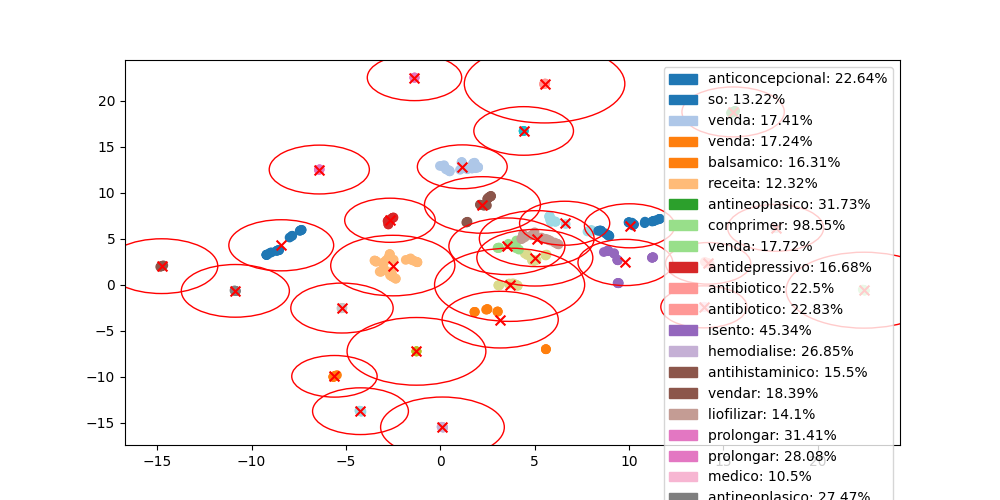 anticoncepcional: 22.64%
so: 13.22%
venda: 17.41%
venda: 17.24%
balsamico: 16.31%
receita: 12.32%
antineoplasico: 31.73%
comprimer: 98.55%
venda: 17.72%
antidepressivo: 16.68%
antibiotico: 22.5%
antibiotico: 22.83%
isento: 45.34%
hemodialise: 26.85%
antihistaminico: 15.5%
vendar: 18.39%
liofilizar: 14.1%
prolongar: 31.41%
prolongar: 28.08%
medico: 10.5%
antineoplasico: 27.47%
20
15
10
5
0
−5
−10
−15
−15 −10 −5 0 5 10 15 20